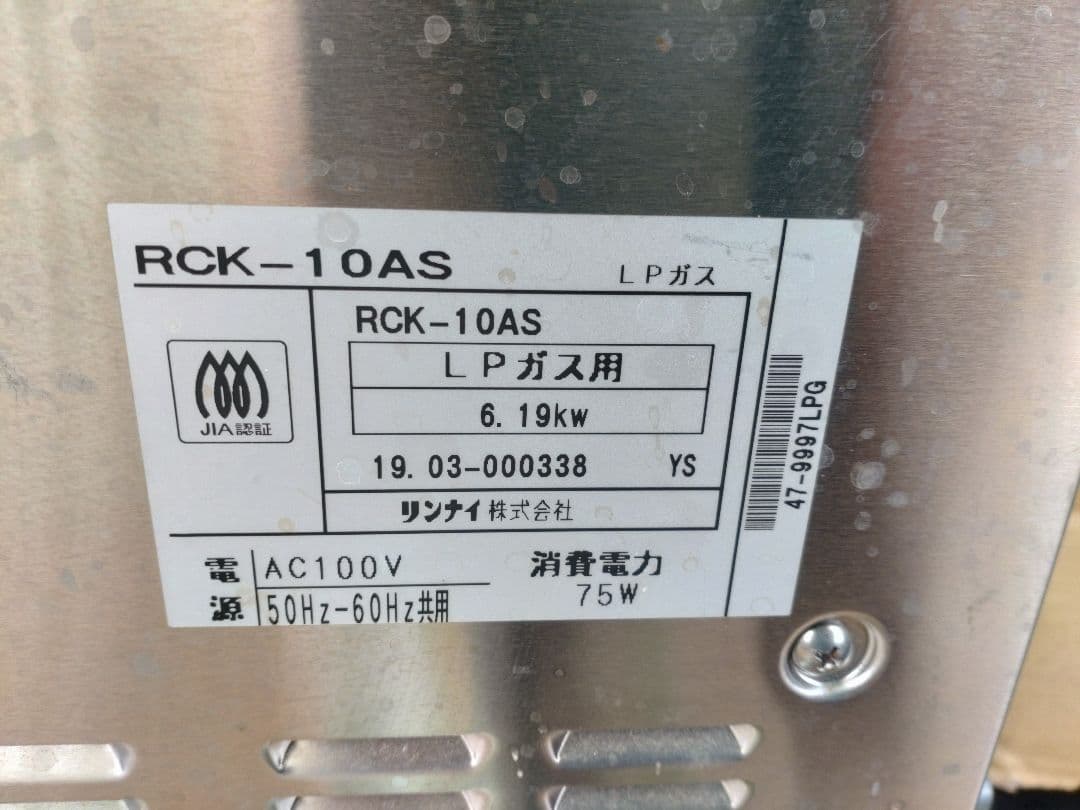 RCK-10AS
LPガス
RCK-10AS
LPガス用
6.19kw
19.03-000338 YS
リンナイ株式会社
JIA認証
電源
AC100V
50Hz-60Hz共用
消費電力
75W
47-9997LPG